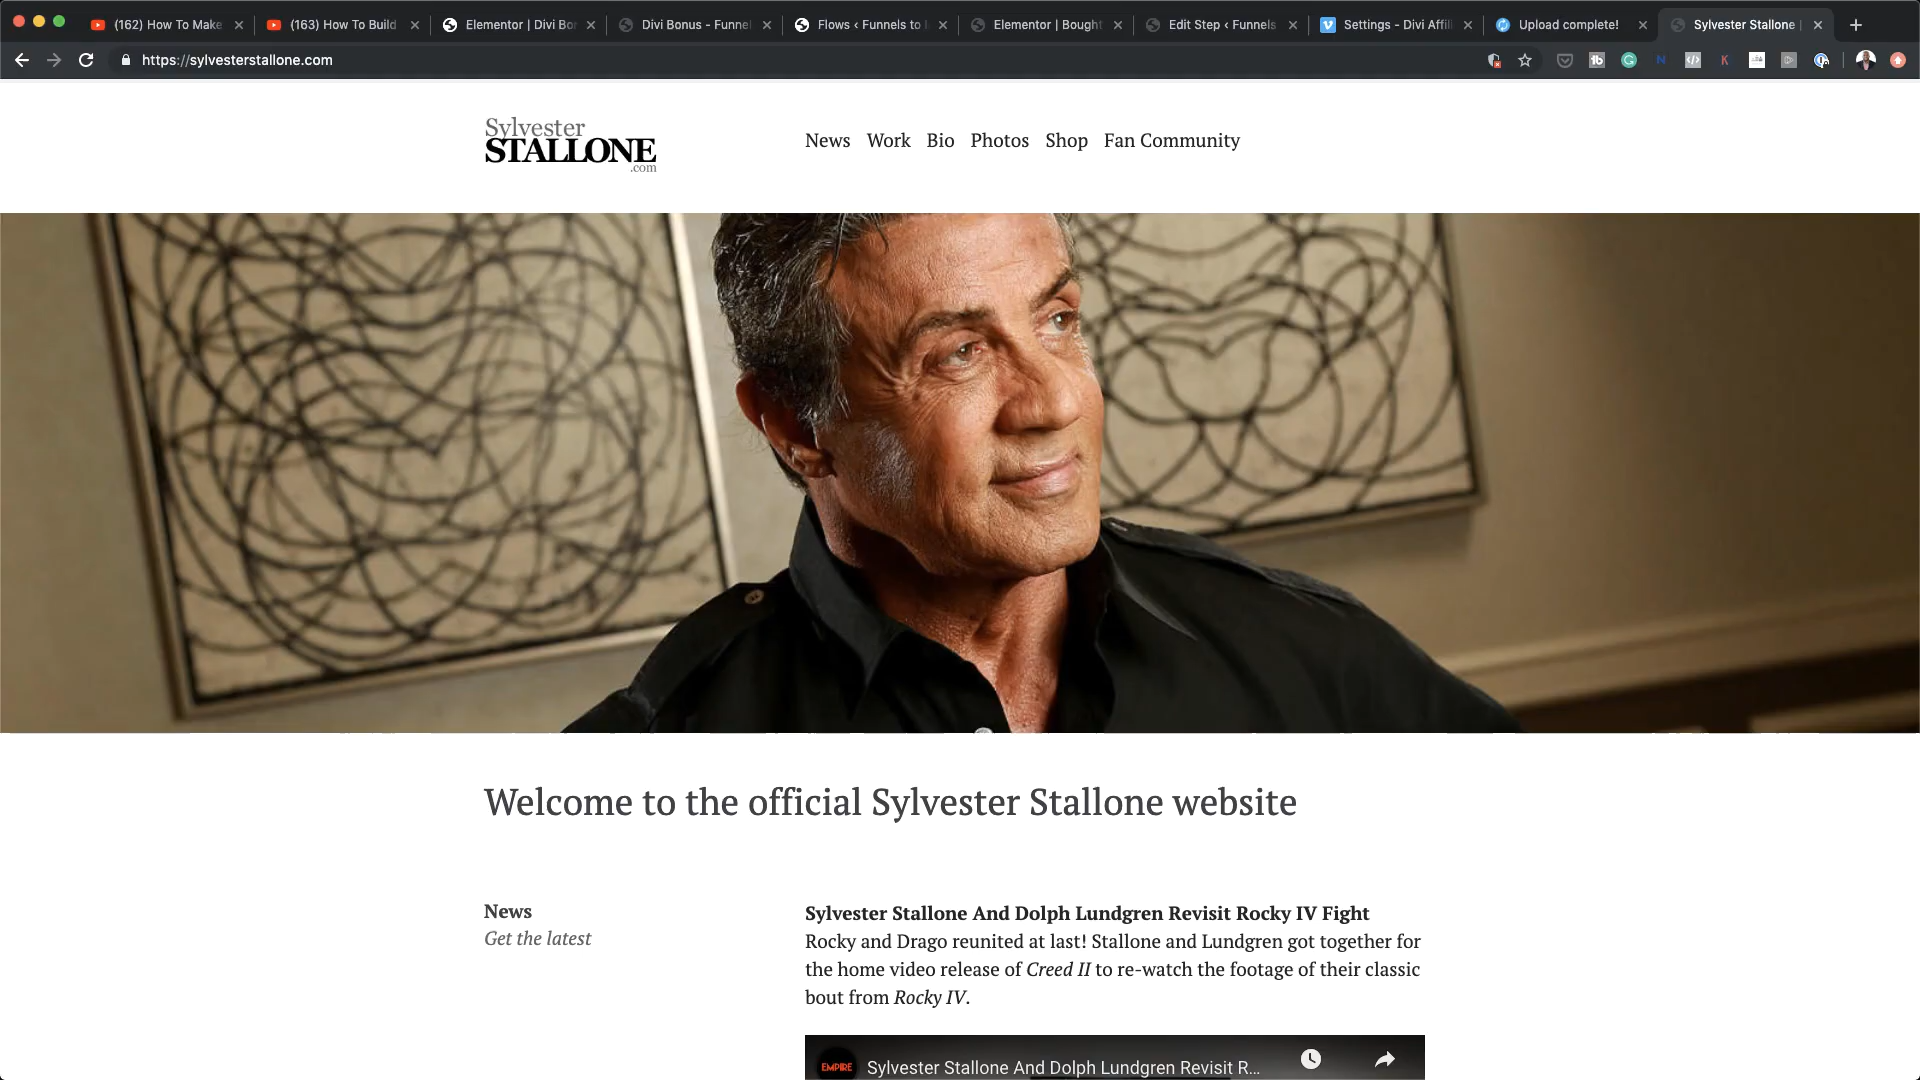 (162) How To Make
(163) How To Build
Elementor | Divi Bon
Divi Bonus - Funnel
Flows ‹ Funnels to
Elementor | Bought
Edit Step ‹ Funnels
Settings - Divi Affili
Upload complete!
Sylvester Stallone |
https://sylvesterstallone.com
Sylvester
STALLONE
.com
News Work Bio Photos Shop Fan Community
Welcome to the official Sylvester Stallone website
News
Get the latest
Sylvester Stallone And Dolph Lundgren Revisit Rocky IV Fight
Rocky and Drago reunited at last! Stallone and Lundgren got together for
the home video release of Creed II to re-watch the footage of their classic
bout from Rocky IV.
EMPIRE
Sylvester Stallone And Dolph Lundgren Revisit R...